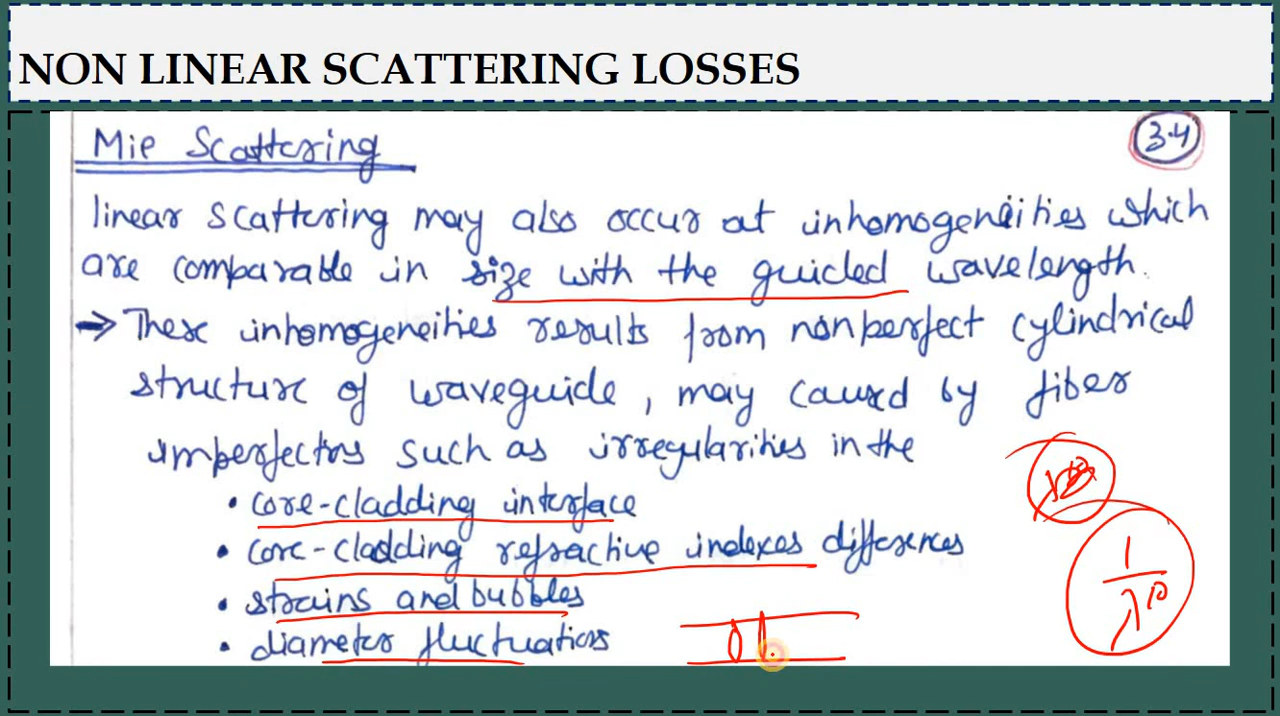 NON LINEAR SCATTERING LOSSES
Mie Scattering
3.4
linear scattering may also occur at inhomogeneities which
are comparable in size with the guided wavelength.
→ These inhomogeneities results from nonperfect cylindrical
structure of waveguide, may caused by fiber
imperfectons such as irregularities in the
• core-cladding interface
• core-cladding refractive indexes differences
• strains and bubbles
• diameter fluctuations
1